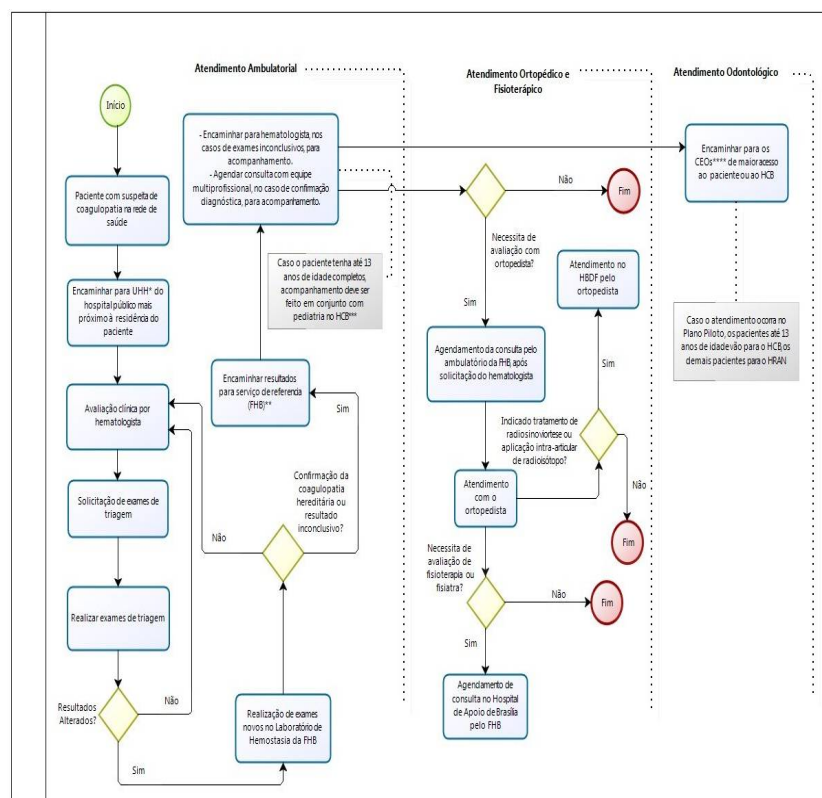 Atendimento Ambulatorial
Atendimento Ortopédico e
Fisioterápico
Atendimento Odontológico
Início
Paciente com suspeita
de coagulopatia na rede de
saúde
Encaminhar para UHH* do
hospital público mais
próximo à residência do
paciente
Avaliação clínica por
hematologista
Solicitação de exames de
triagem
Realizar exames de triagem
Resultados
Alterados?
Não
Sim
Realização de exames
novos no Laboratório de
Hemostasia da
FHB
Confirmação da
coagulopatia
hereditária ou
resultado
inconclusivo?
Não
Sim
Encaminhar resultados
para serviço de referencia
(FHB)**
- Encaminhar para hematologista, nos
casos de exames inconclusivos, para
acompanhamento.
- Agendar consulta com equipe
multiprofissional, no caso de confirmação
diagnóstica, para acompanhamento.
Caso o paciente tenha até 13
anos de idade completos,
acompanhamento deve ser
feito em conjunto com
pediatria no HCB***
Não
Fim
Necessita de
avaliação com
ortopedista?
Sim
Agendamento da consulta pelo
ambulatório da FHB, após
solicitação do hematologista
Atendimento
com o
ortopedista
Indicado tratamento de
radiosinoviortese ou
aplicação intra-articular
de radioisótopo?
Sim
Atendimento no
HBDF pelo
ortopedista
Não
Fim
Necessita de
avaliação de
fisioterapia ou
fisiatra?
Não
Fim
Sim
Agendamento de
consulta no Hospital
de Apoio de Brasília
pelo FHB
Encaminhar para os
CEOs**** de maior acesso
ao paciente ou ao HCB
Caso o atendimento ocorra no
Plano Piloto, os pacientes até 13
anos de idade vão para o HCB, os
demais pacientes para o HRAN